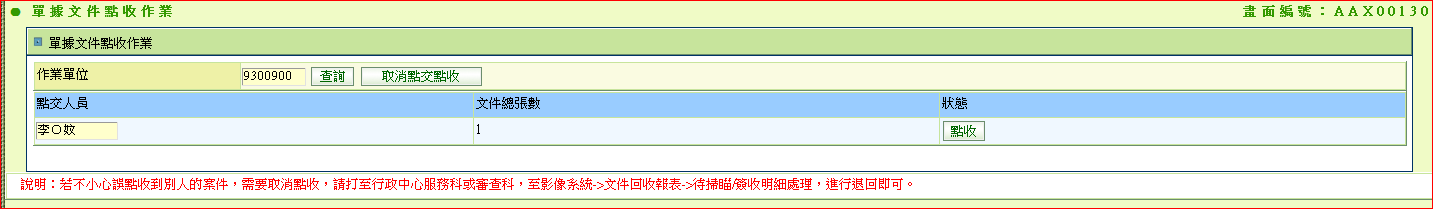 單據文件點收作業
畫面編號：AAX00130
單據文件點收作業
作業單位 9300900 查詢 取消點交點收
點交人員 文件總張數 狀態
李○妏 1 點收
說明：若不小心誤點收到別人的案件，需要取消點收，請打至行政中心服務科或審查科，至影像系統->文件回收報表->待掃瞄/簽收明細處理，進行退回即可。